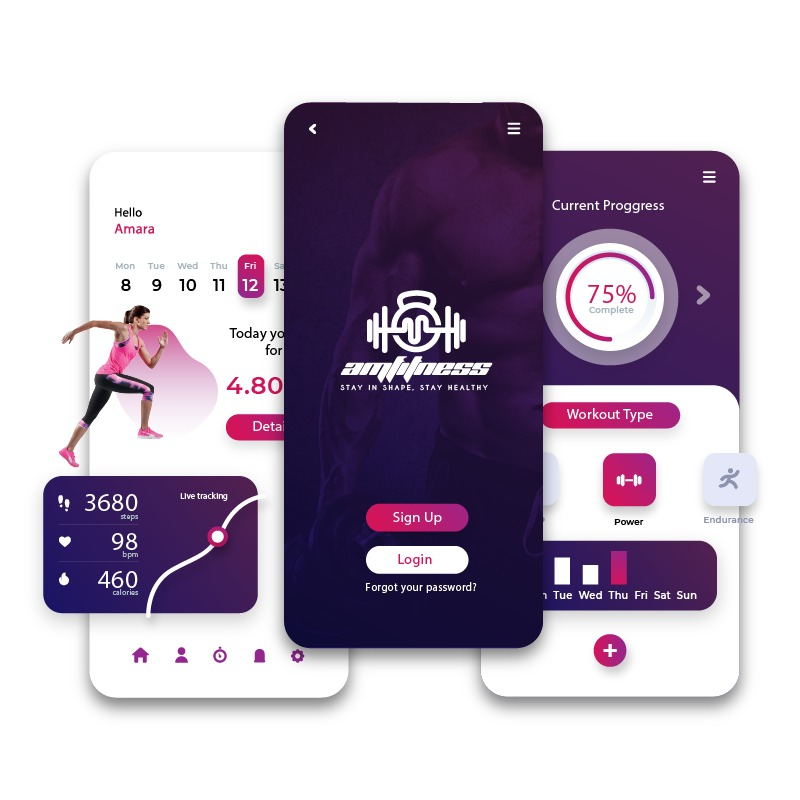 Hello
Amara
Mon Tue Wed Thu Fri Sa
8 9 10 11 12 13
Today yo
for
4.80
Detai
3680
steps
98
bpm
460
calories
Live tracking
amfitness
STAY IN SHAPE, STAY HEALTHY
Sign Up
Login
Forgot your password?
Current Proggress
75%
Complete
Workout Type
Power
Endurance
n Tue Wed Thu Fri Sat Sun